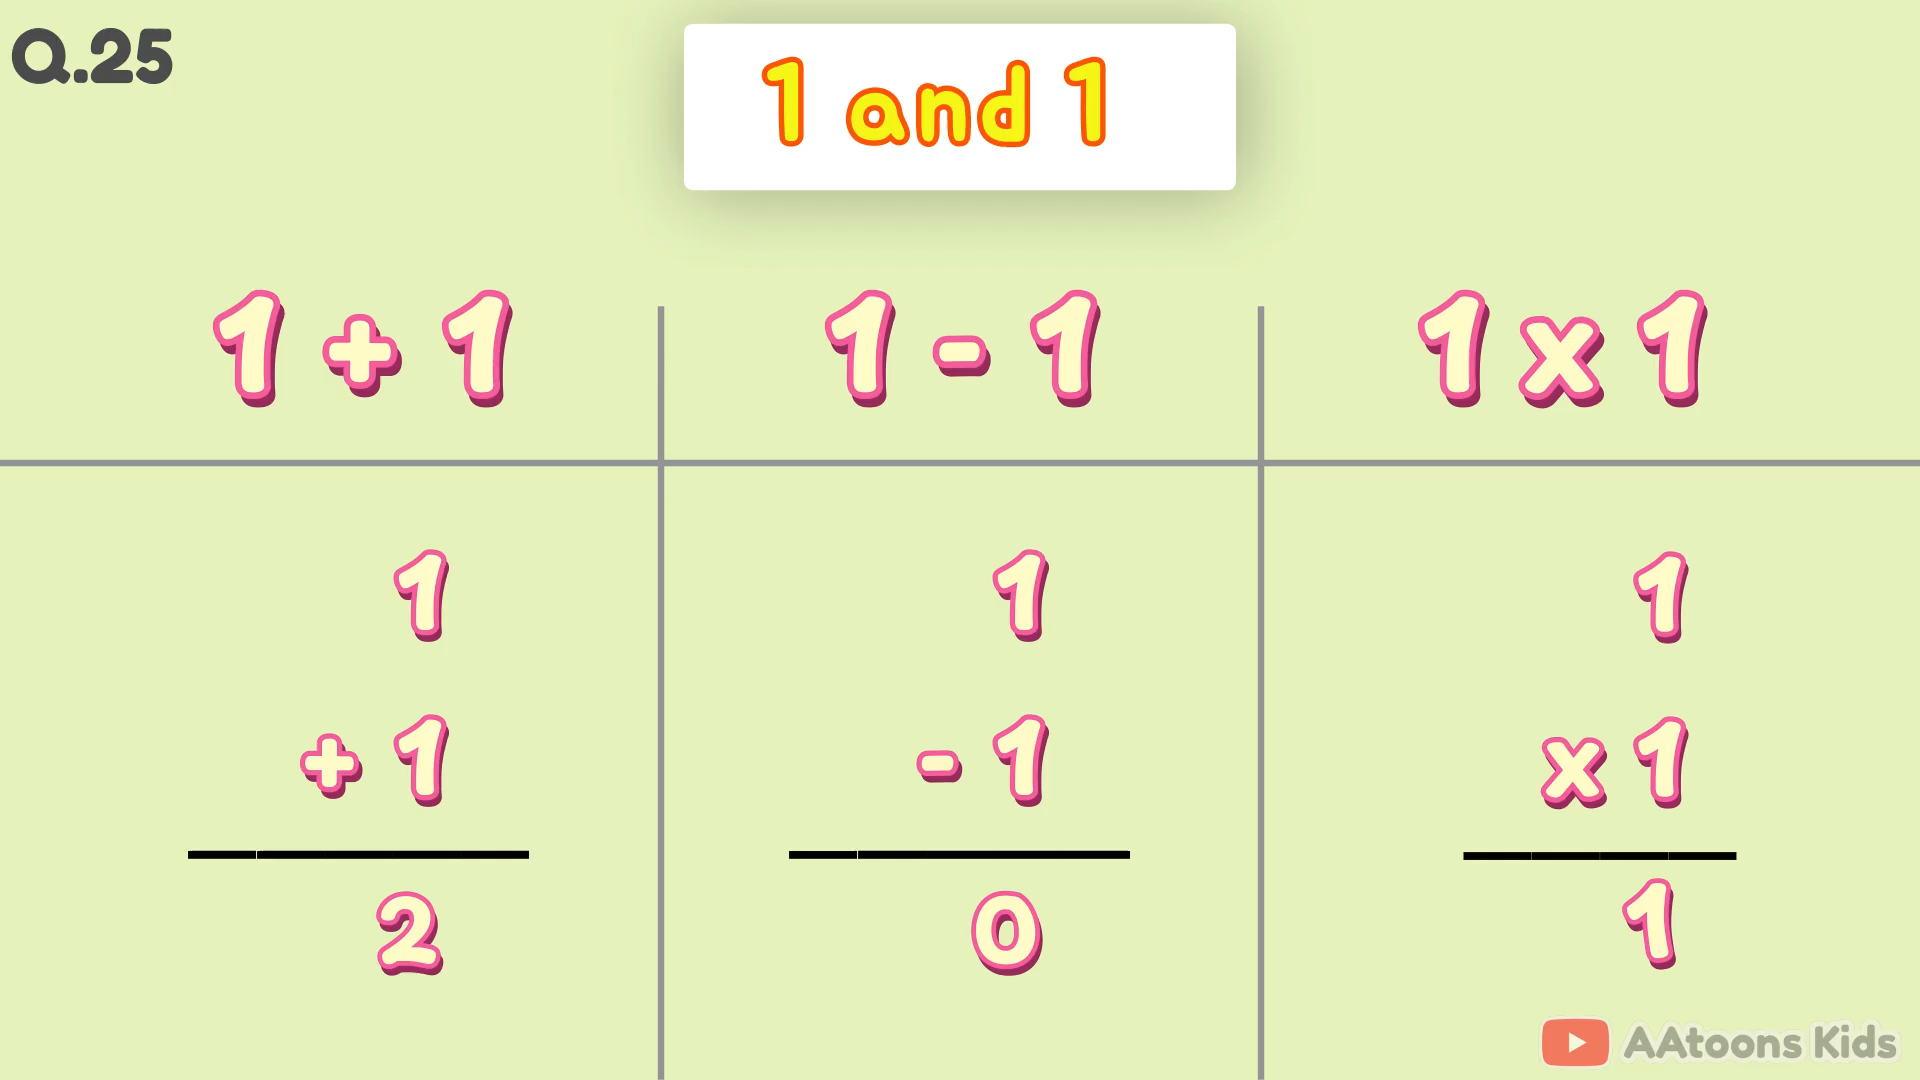 Q.25
1 and 1
1 + 1
1 - 1
1 x 1
1
+ 1
2
1
- 1
0
1
x 1
1
AAtoons Kids